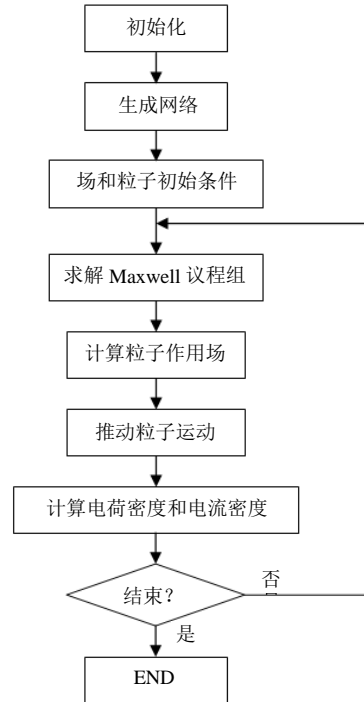 初始化
生成网络
场和粒子初始条件
求解 Maxwell 议程组
计算粒子作用场
推动粒子运动
计算电荷密度和电流密度
结束？
否
是
END